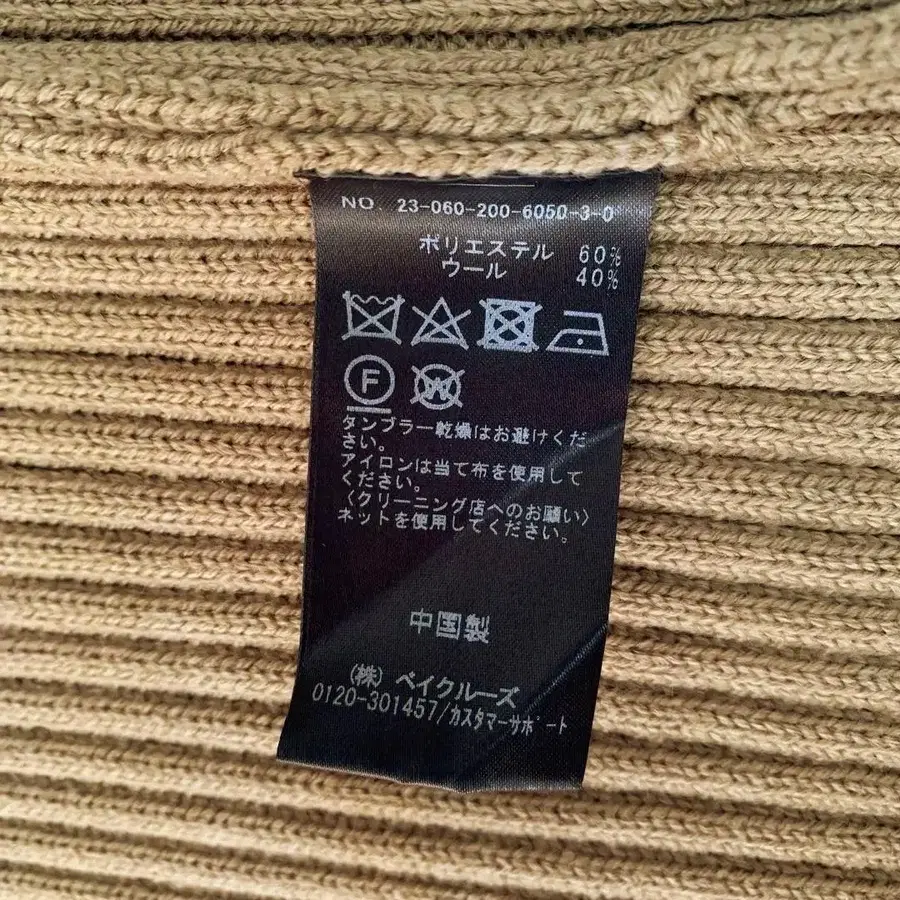 NO. 23-060-200-6050-3-0
ポリエステル 60%
ウール 40%
F
W
タンブラー乾燥はお避けくだ
さい。
アイロンは当て布を使用して
ください。
〈クリーニング店へのお願い〉
ネットを使用してください。
中国製
(株) ベイクルーズ
0120-301457/カスタマーサポート